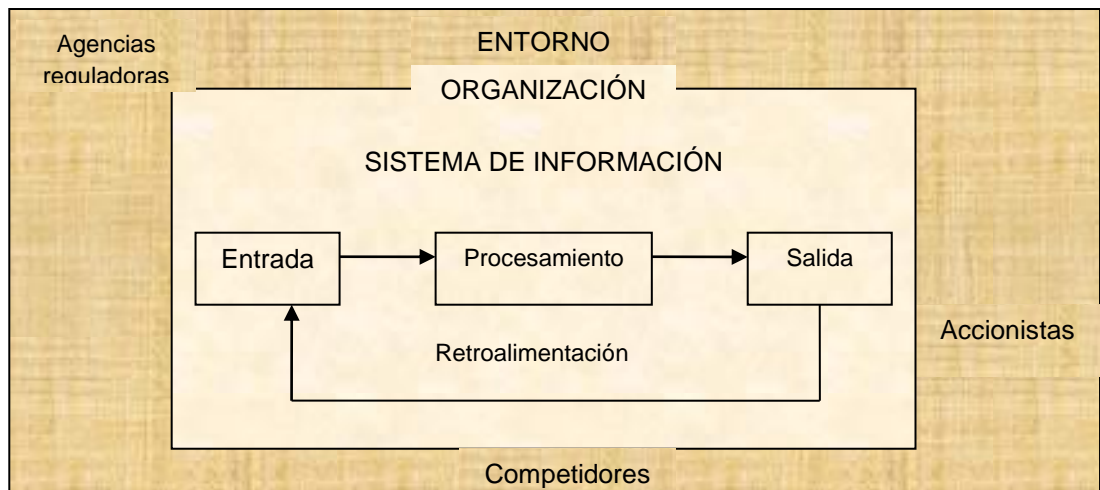 Agencias
reguladoras
ENTORNO
ORGANIZACIÓN
SISTEMA DE INFORMACIÓN
Entrada
Procesamiento
Salida
Retroalimentación
Accionistas
Competidores